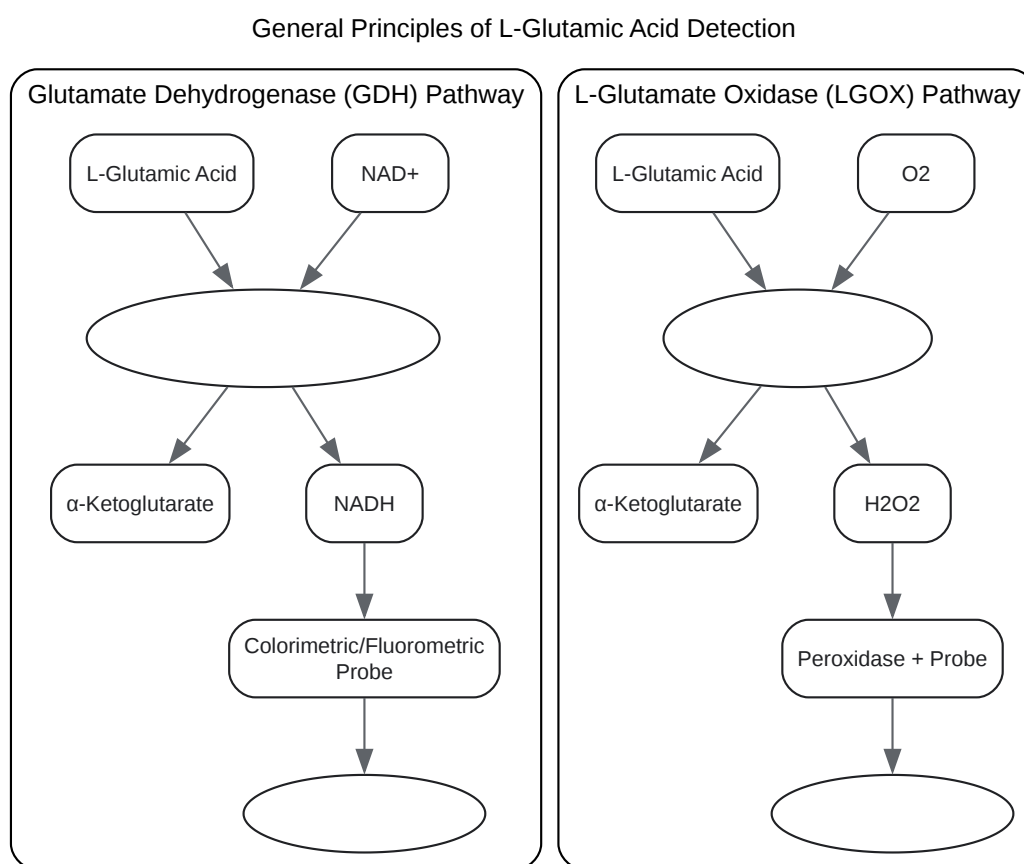 General Principles of L-Glutamic Acid Detection
Glutamate Dehydrogenase (GDH) Pathway
L-Glutamic Acid
NAD+
α-Ketoglutarate
NADH
Colorimetric/Fluorometric
Probe
L-Glutamate Oxidase (LGOX) Pathway
L-Glutamic Acid
O2
α-Ketoglutarate
H2O2
Peroxidase + Probe